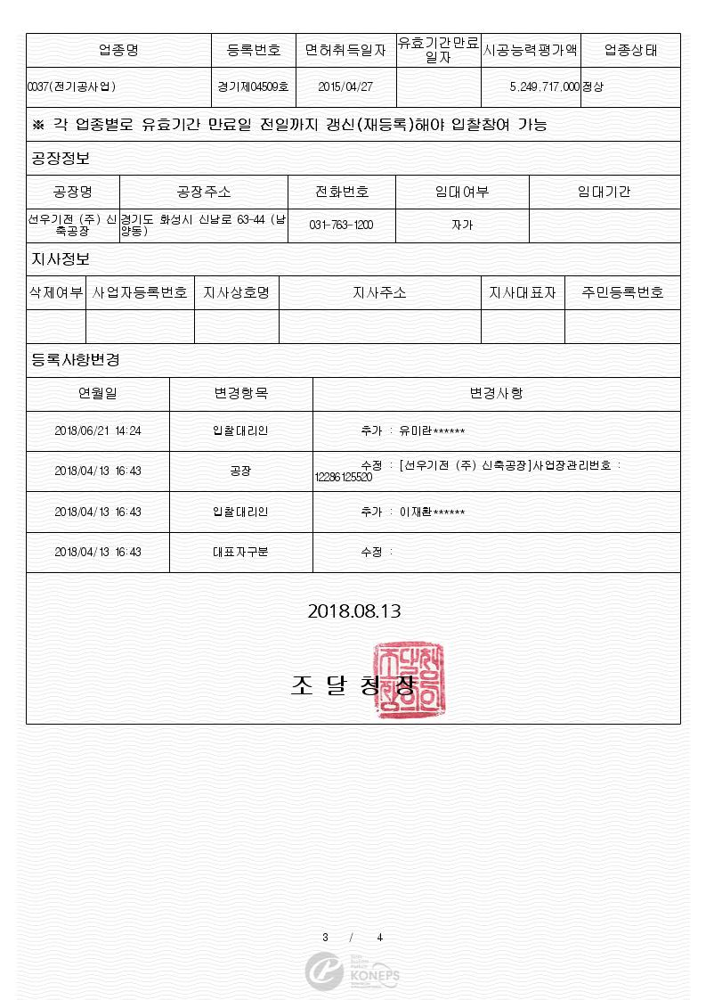 업종명 등록번호 면허취득일자 유효기간만료일자 시공능력평가액 업종상태
0037(전기공사업) 경기제04509호 2015/04/27 5,249,717,000 정상
※ 각 업종별로 유효기간 만료일 전일까지 갱신(재등록)해야 입찰참여 가능
공장정보
공장명 공장주소 전화번호 임대여부 임대기간
선우기전 (주) 신축공장 경기도 화성시 신남로 63-44 (남양동) 031-763-1200 자가
지사정보
삭제여부 사업자등록번호 지사상호명 지사주소 지사대표자 주민등록번호
등록사항변경
연월일 변경항목 변경사항
2018/06/21 14:24 입찰대리인 추가 : 유미란******
2018/04/13 16:43 공장 수정 : [선우기전 (주) 신축공장]사업장관리번호 :
12286125520
2018/04/13 16:43 입찰대리인 추가 : 이재환******
2018/04/13 16:43 대표자구분 수정 :
2018.08.13
조 달 청 장
3 / 4
KONEPS